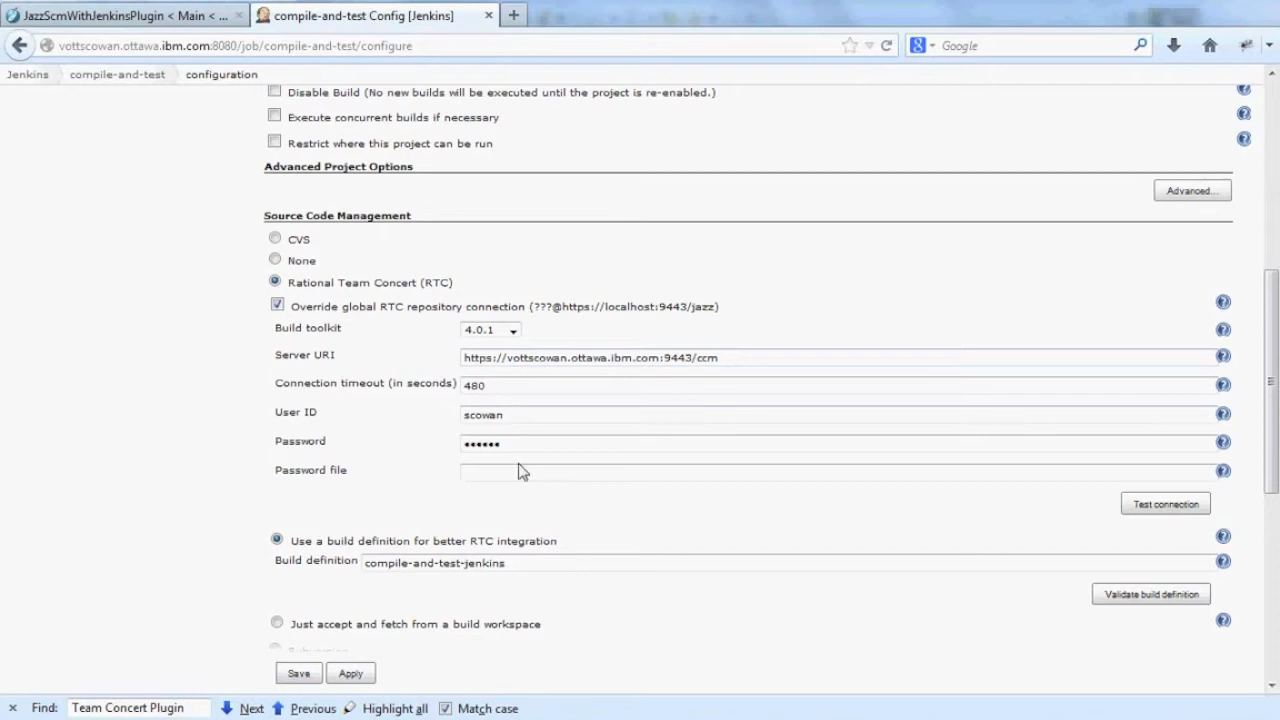 JazzScmWithJenkinsPlugin < Main < ...
compile-and-test Config [Jenkins]
vottscowan.ottawa.ibm.com:8080/job/compile-and-test/configure
Google
Jenkins
compile-and-test
configuration
Disable Build (No new builds will be executed until the project is re-enabled.)
Execute concurrent builds if necessary
Restrict where this project can be run
Advanced Project Options
Advanced...
Source Code Management
CVS
None
Rational Team Concert (RTC)
Override global RTC repository connection (???@https://localhost:9443/jazz)
Build toolkit 4.0.1
Server URI https://vottscowan.ottawa.ibm.com:9443/ccm
Connection timeout (in seconds) 480
User ID scowan
Password ••••••
Password file
Test connection
Use a build definition for better RTC integration
Build definition compile-and-test-jenkins
Validate build definition
Just accept and fetch from a build workspace
Subversion
Save Apply
Find: Team Concert Plugin Next Previous Highlight all Match case